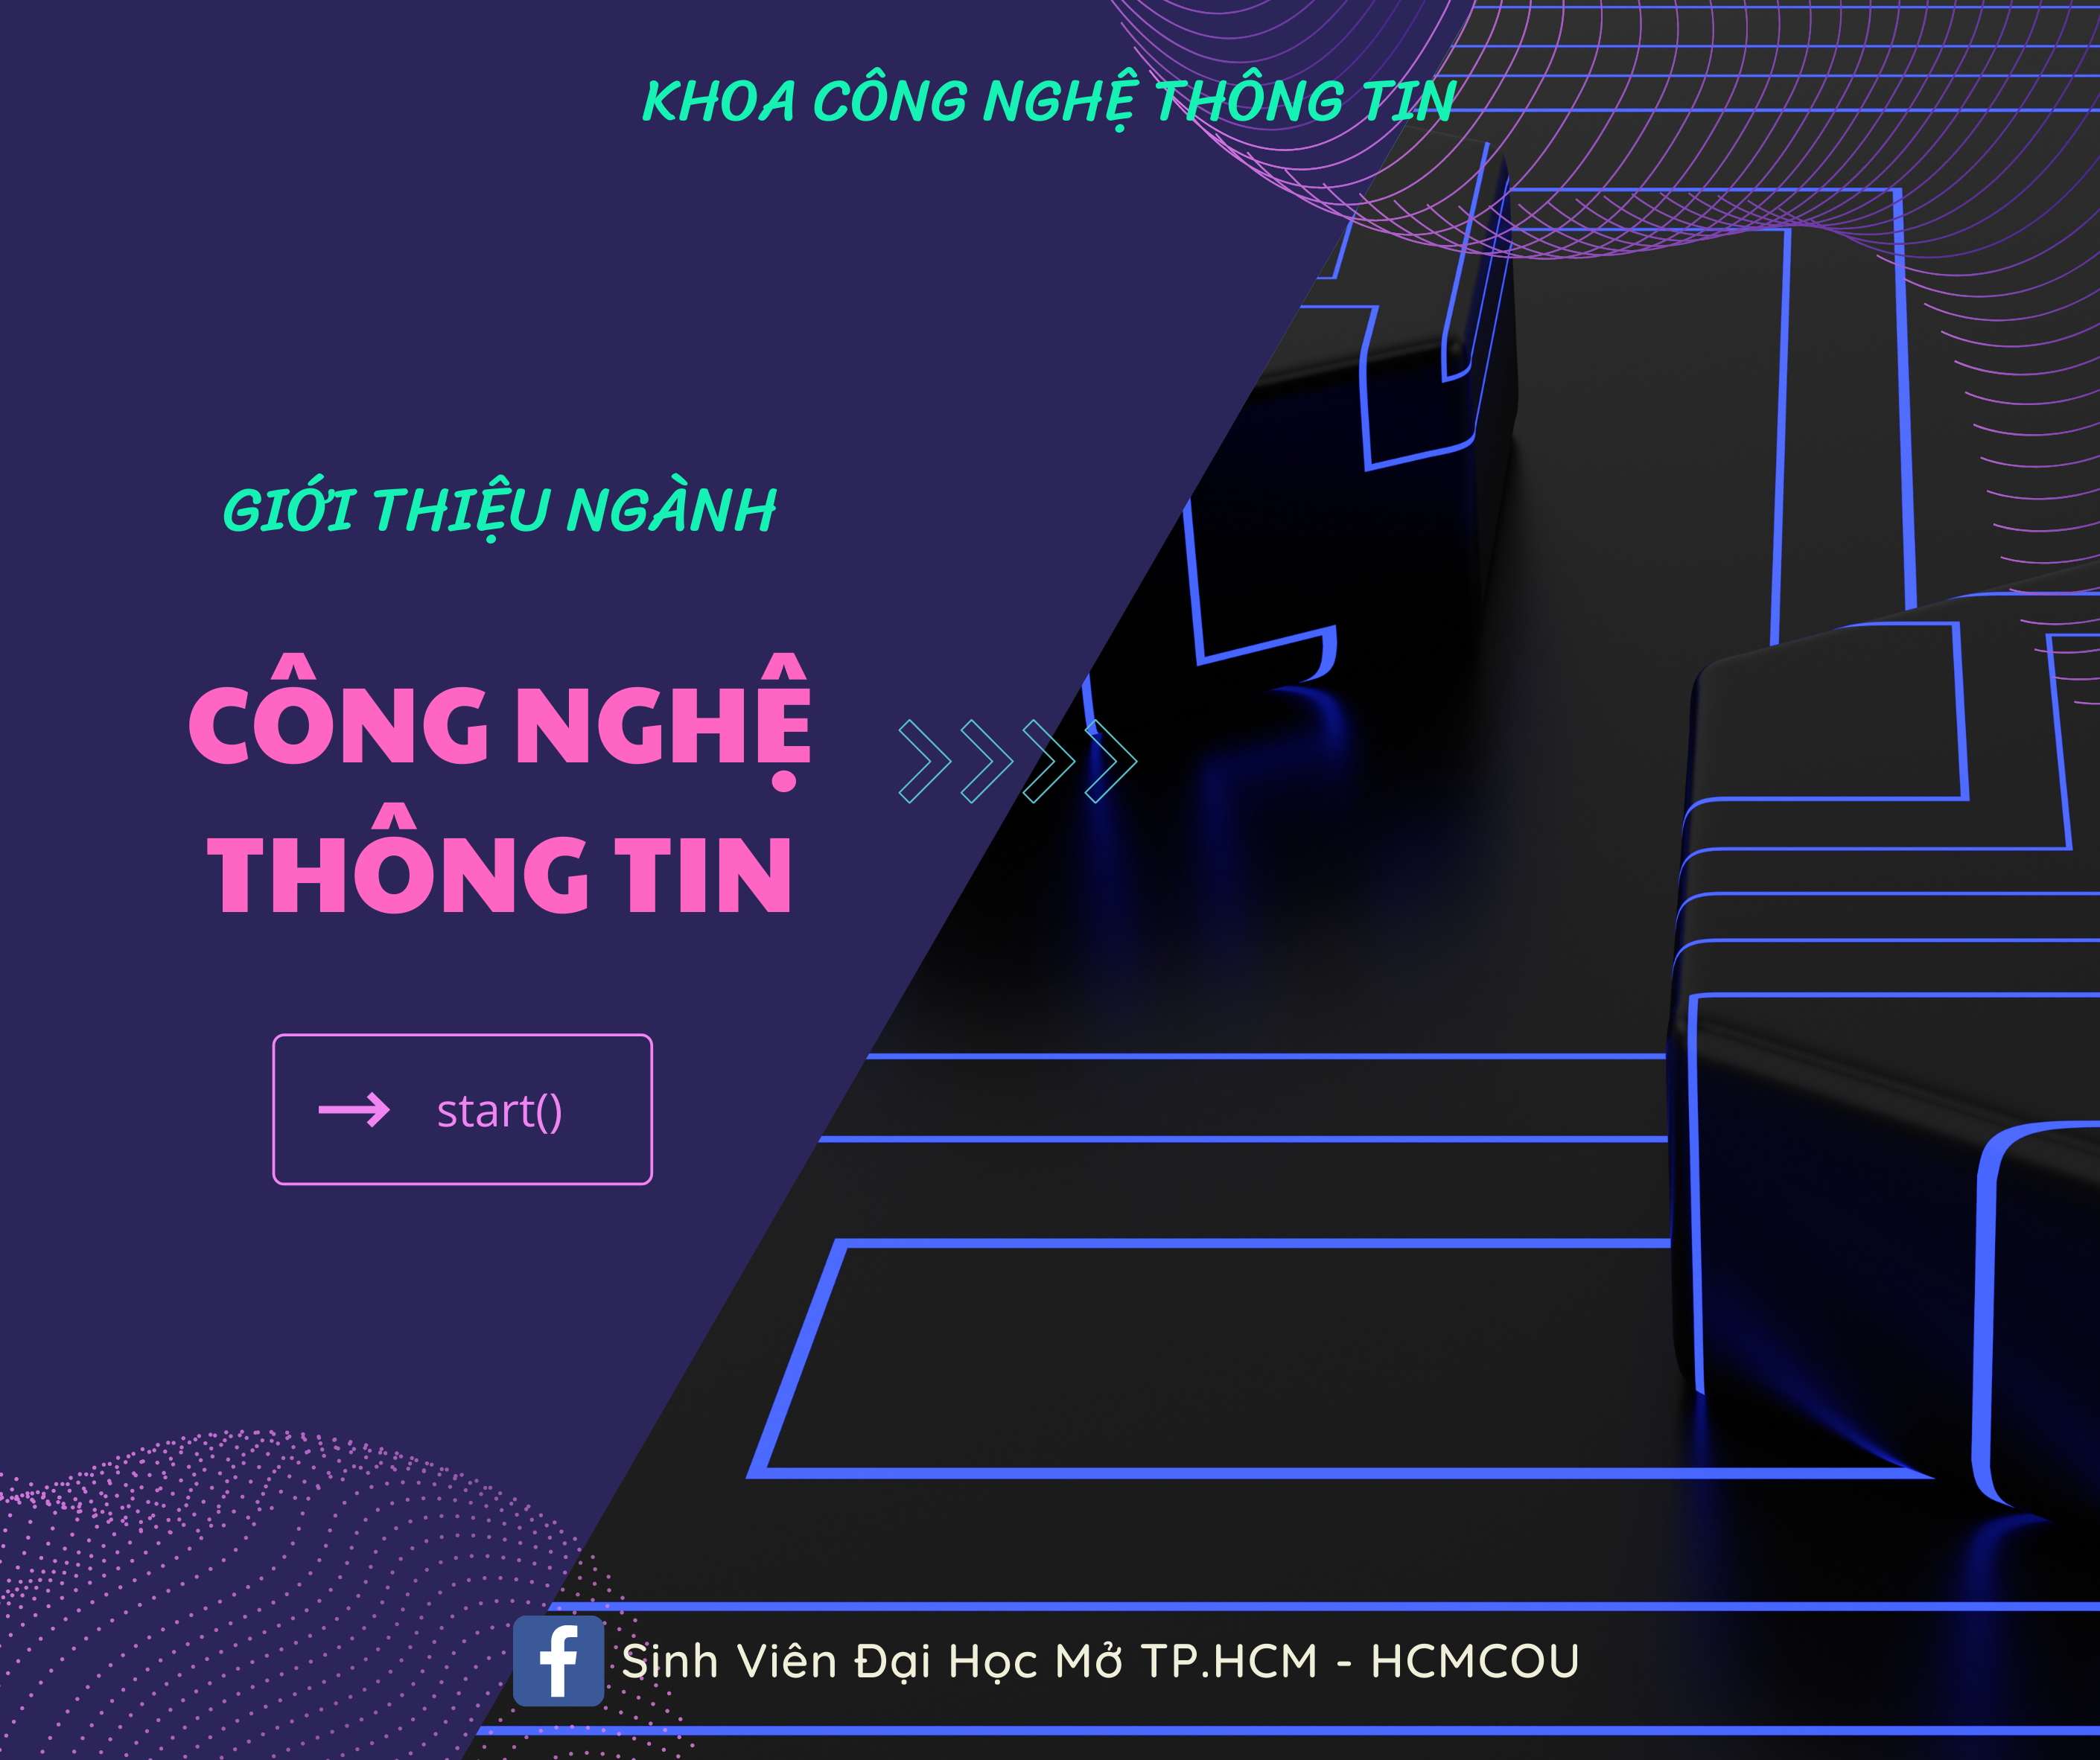 KHOA CÔNG NGHỆ THÔNG TIN
GIỚI THIỆU NGÀNH
CÔNG NGHỆ
THÔNG TIN
start()
Sinh Viên Đại Học Mở TP.HCM - HCMCOU